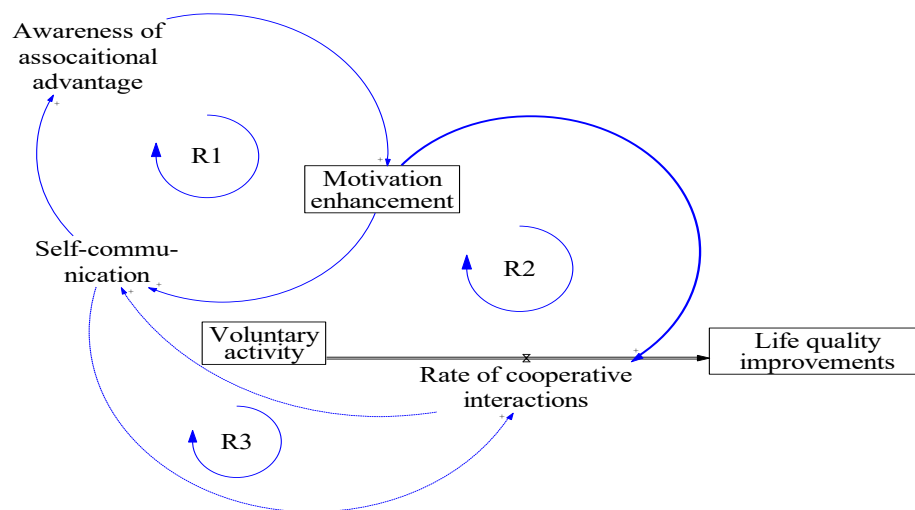 Awareness of
assocaitional
advantage
+
R1
+
Motivation
enhancement
Self-commu-
nication
+
+
R2
Voluntary
activity
+
Life quality
improvements
Rate of cooperative
interactions
+
R3